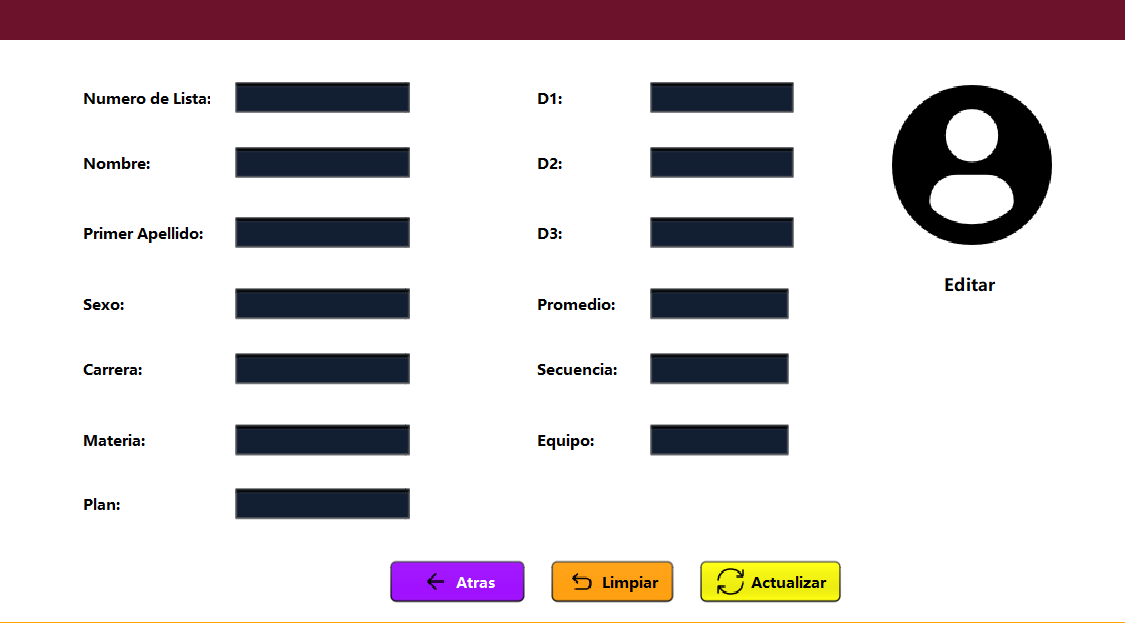 Numero de Lista:
D1:
Nombre:
D2:
Primer Apellido:
D3:
Editar
Sexo:
Promedio:
Carrera:
Secuencia:
Materia:
Equipo:
Plan:
Atras
Limpiar
Actualizar